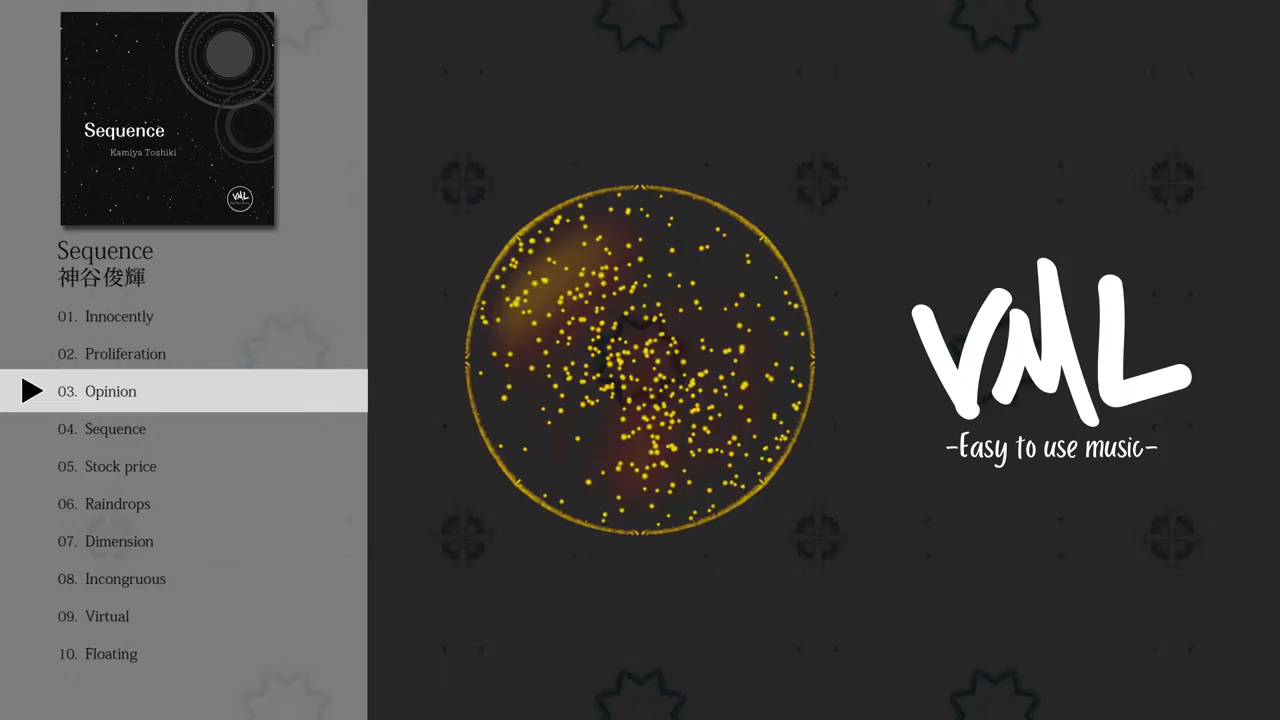 Sequence
Kamiya Toshiki
VML
Sequence
神谷俊輝
01. Innocently
02. Proliferation
03. Opinion
04. Sequence
05. Stock price
06. Raindrops
07. Dimension
08. Incongruous
09. Virtual
10. Floating
VML
-Easy to use music-